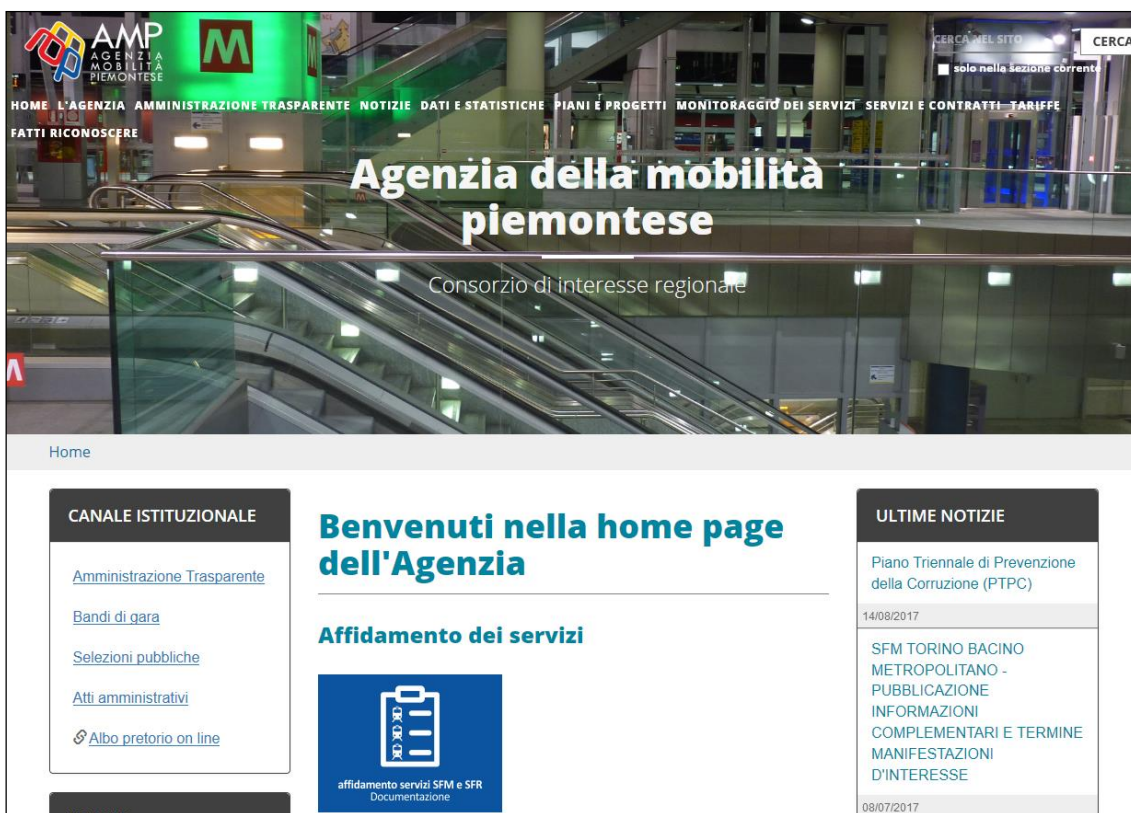 AMP
AGENZIA
MOBILITÀ
PIEMONTESE
M
CERCA NEL SITO
CERCA
solo nella sezione corrente
HOME L'AGENZIA AMMINISTRAZIONE TRASPARENTE NOTIZIE DATI E STATISTICHE PIANI E PROGETTI MONITORAGGIO DEI SERVIZI SERVIZI E CONTRATTI TARIFFE
FATTI RICONOSCERE
Agenzia della mobilità
piemontese
Consorzio di interesse regionale
M
Home
CANALE ISTITUZIONALE
Amministrazione Trasparente
Bandi di gara
Selezioni pubbliche
Atti amministrativi
Albo pretorio on line
Benvenuti nella home page
dell'Agenzia
Affidamento dei servizi
affidamento servizi SFM e SFR
Documentazione
ULTIME NOTIZIE
Piano Triennale di Prevenzione
della Corruzione (PTPC)
14/08/2017
SFM TORINO BACINO
METROPOLITANO -
PUBBLICAZIONE
INFORMAZIONI
COMPLEMENTARI E TERMINE
MANIFESTAZIONI
D'INTERESSE
08/07/2017